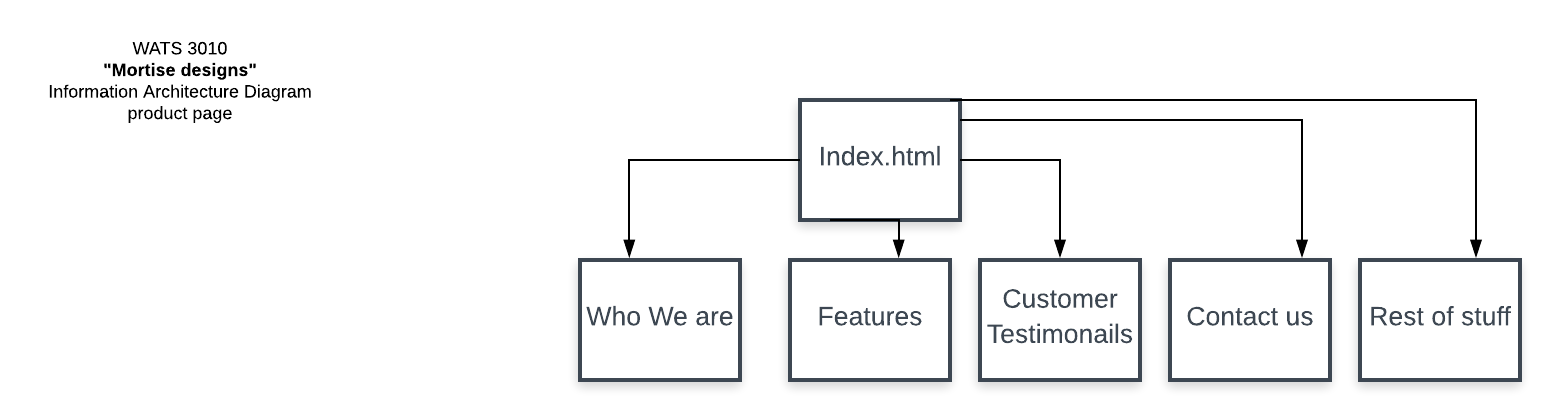 WATS 3010
"Mortise designs"
Information Architecture Diagram
product page
Index.html
Who We are
Features
Customer
Testimonails
Contact us
Rest of stuff